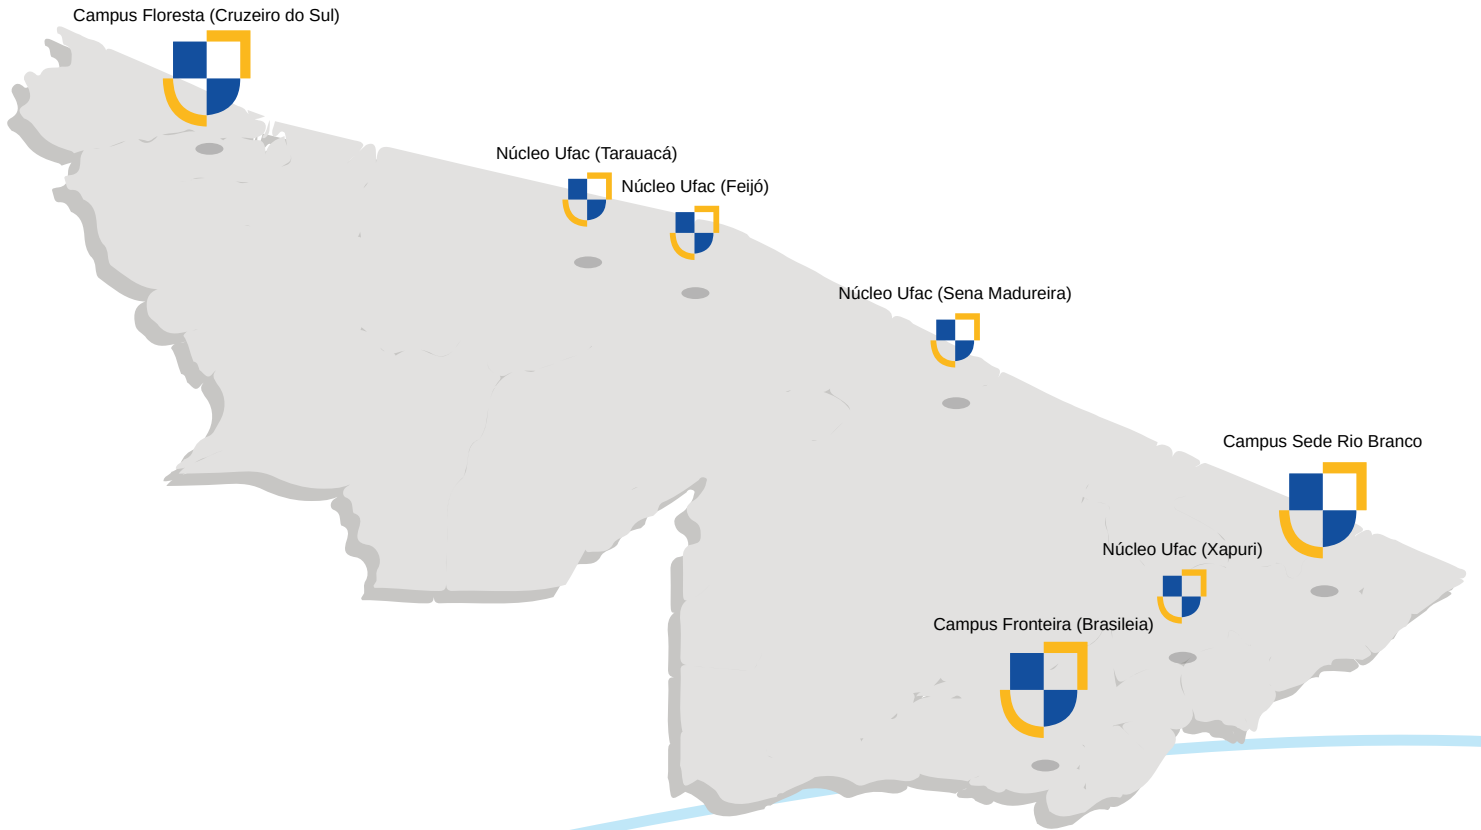 Campus Floresta (Cruzeiro do Sul)
Núcleo Ufac (Tarauacá)
Núcleo Ufac (Feijó)
Núcleo Ufac (Sena Madureira)
Campus Sede Rio Branco
Núcleo Ufac (Xapuri)
Campus Fronteira (Brasileia)